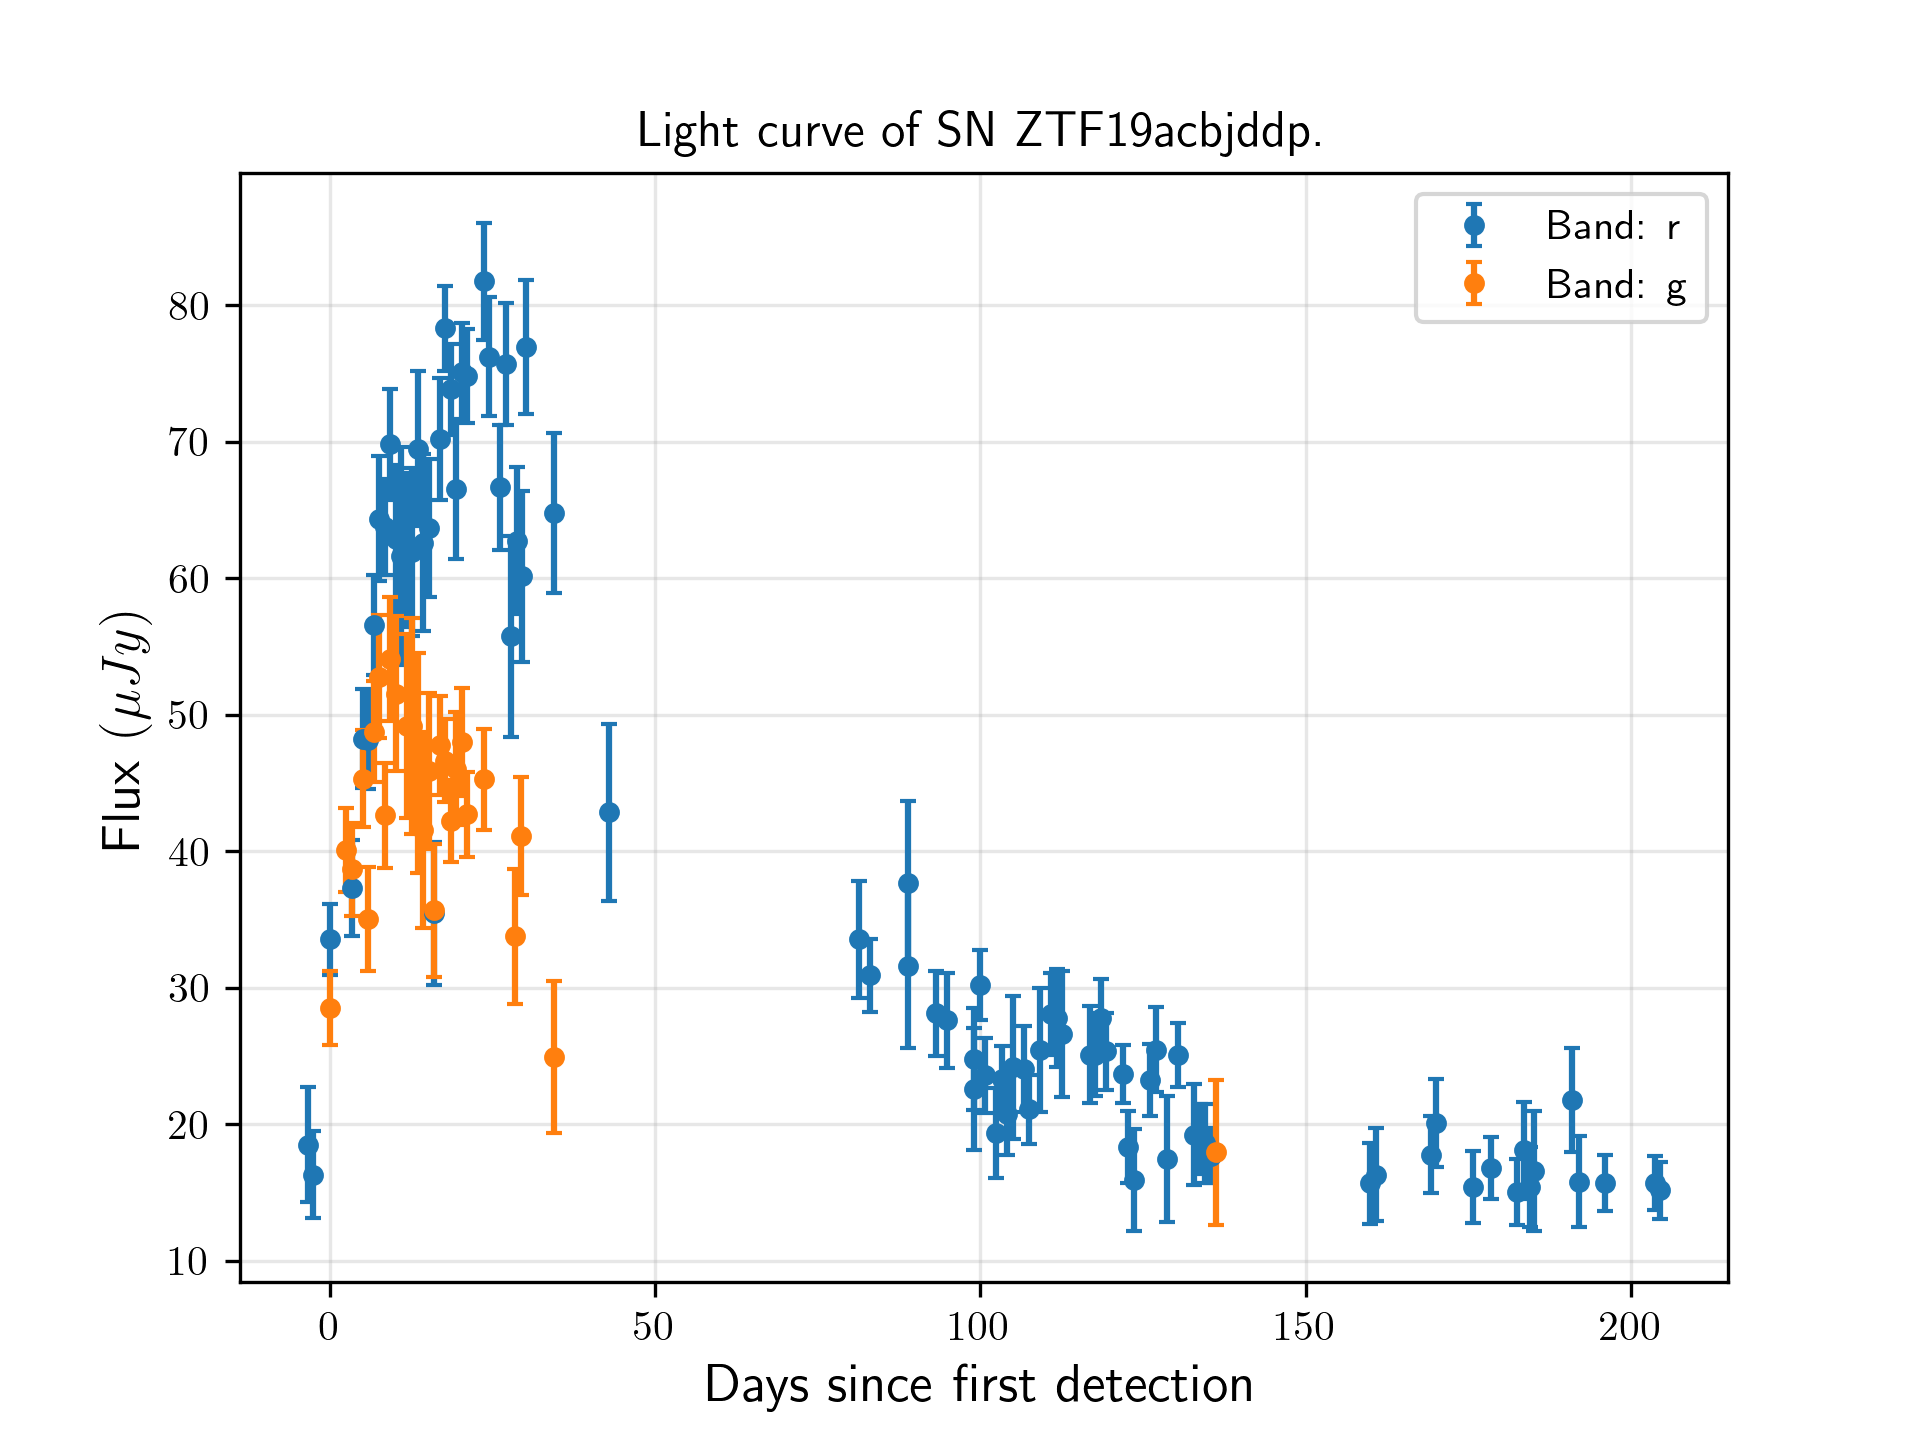 Light curve of SN ZTF19acbjddp.
Band: r
Band: g
Flux (μJy)
80
70
60
50
40
30
20
10
0 50 100 150 200
Days since first detection